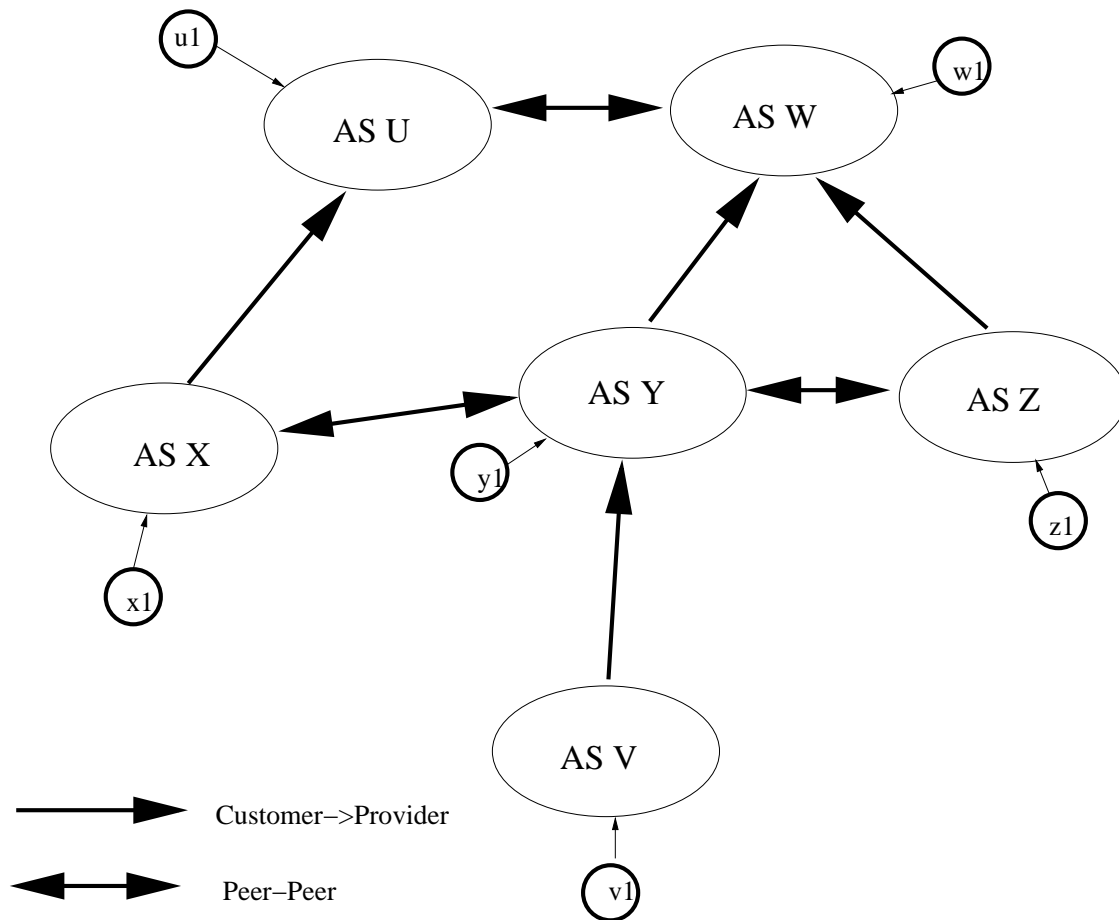 u1
w1
AS U
AS W
AS X
AS Y
AS Z
y1
z1
x1
AS V
Customer−>Provider
Peer−Peer
v1